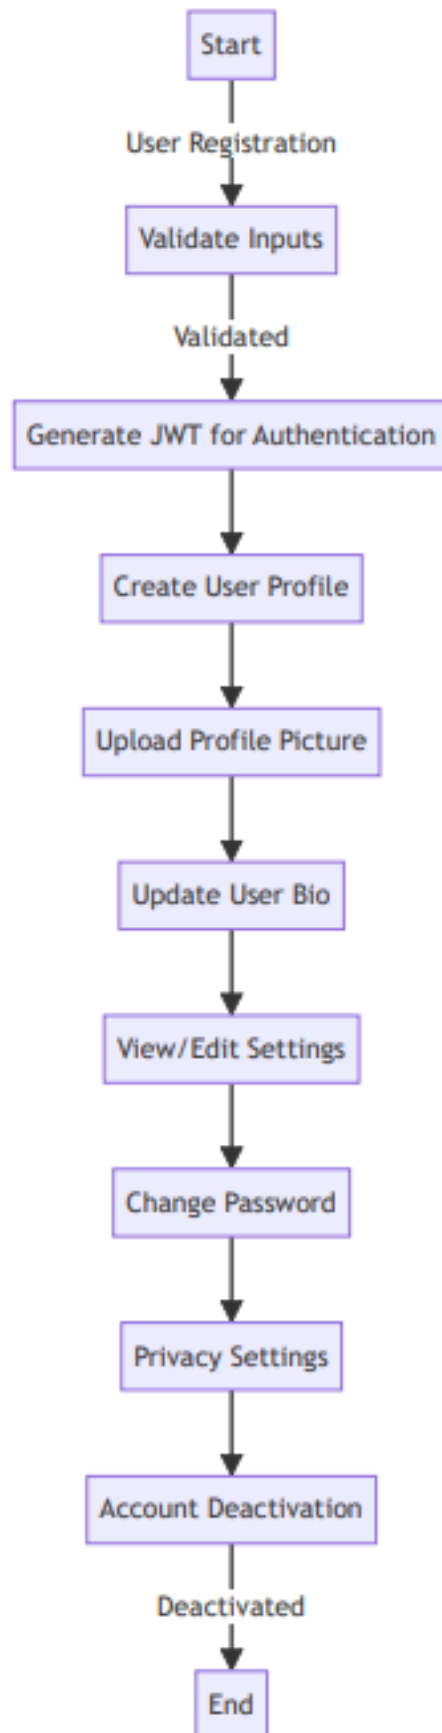 Start
User Registration
Validate Inputs
Validated
Generate JWT for Authentication
Create User Profile
Upload Profile Picture
Update User Bio
View/Edit Settings
Change Password
Privacy Settings
Account Deactivation
Deactivated
End